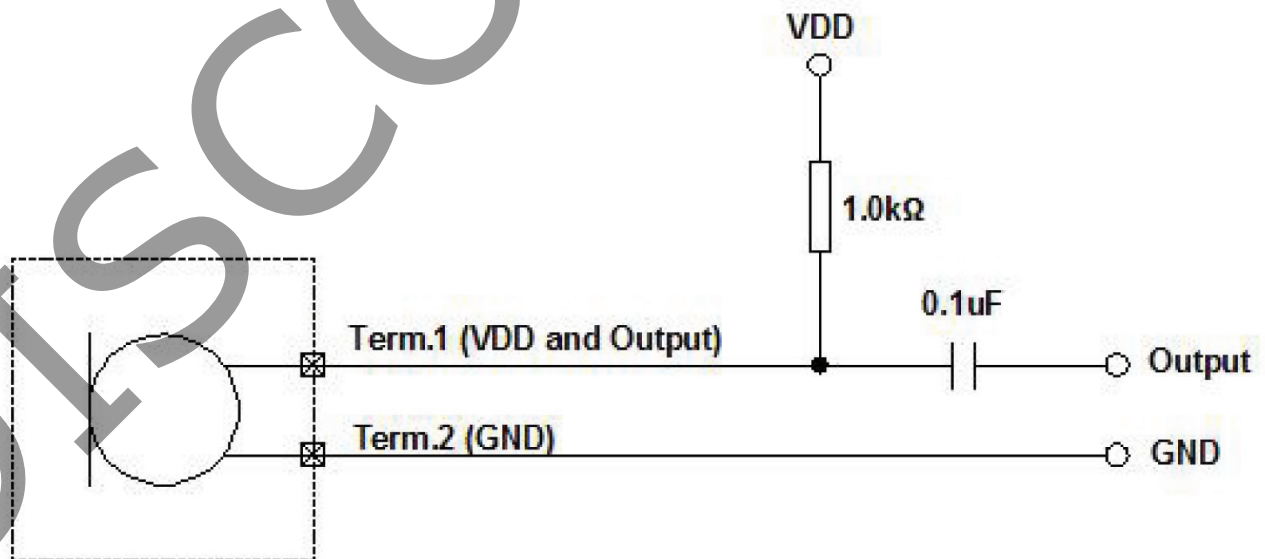 VDD
1.0kΩ
0.1uF
Term.1 (VDD and Output)
Output
Term.2 (GND)
GND